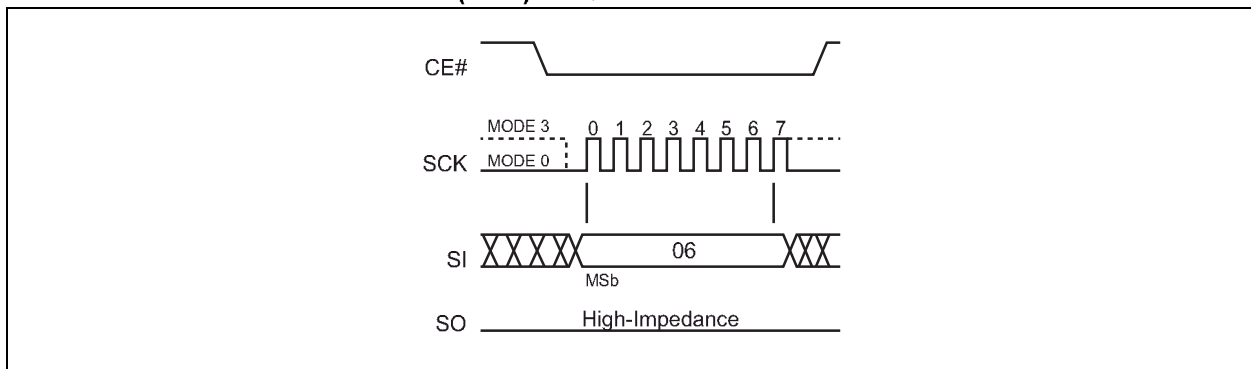 CE#
MODE 3
0 1 2 3 4 5 6 7
SCK
MODE 0
SI
06
MSb
SO
High-Impedance